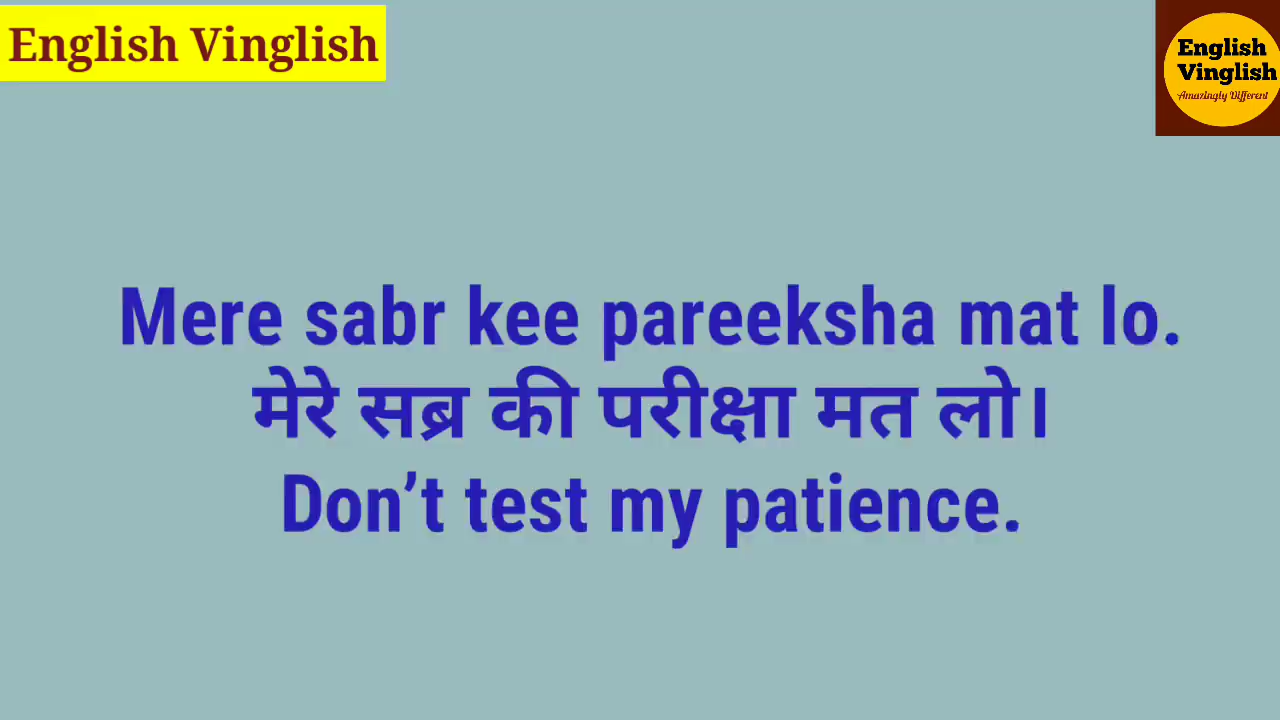 English Vinglish
English
Vinglish
Amazingly Different
Mere sabr kee pareeksha mat lo.
मेरे सब्र की परीक्षा मत लो।
Don’t test my patience.